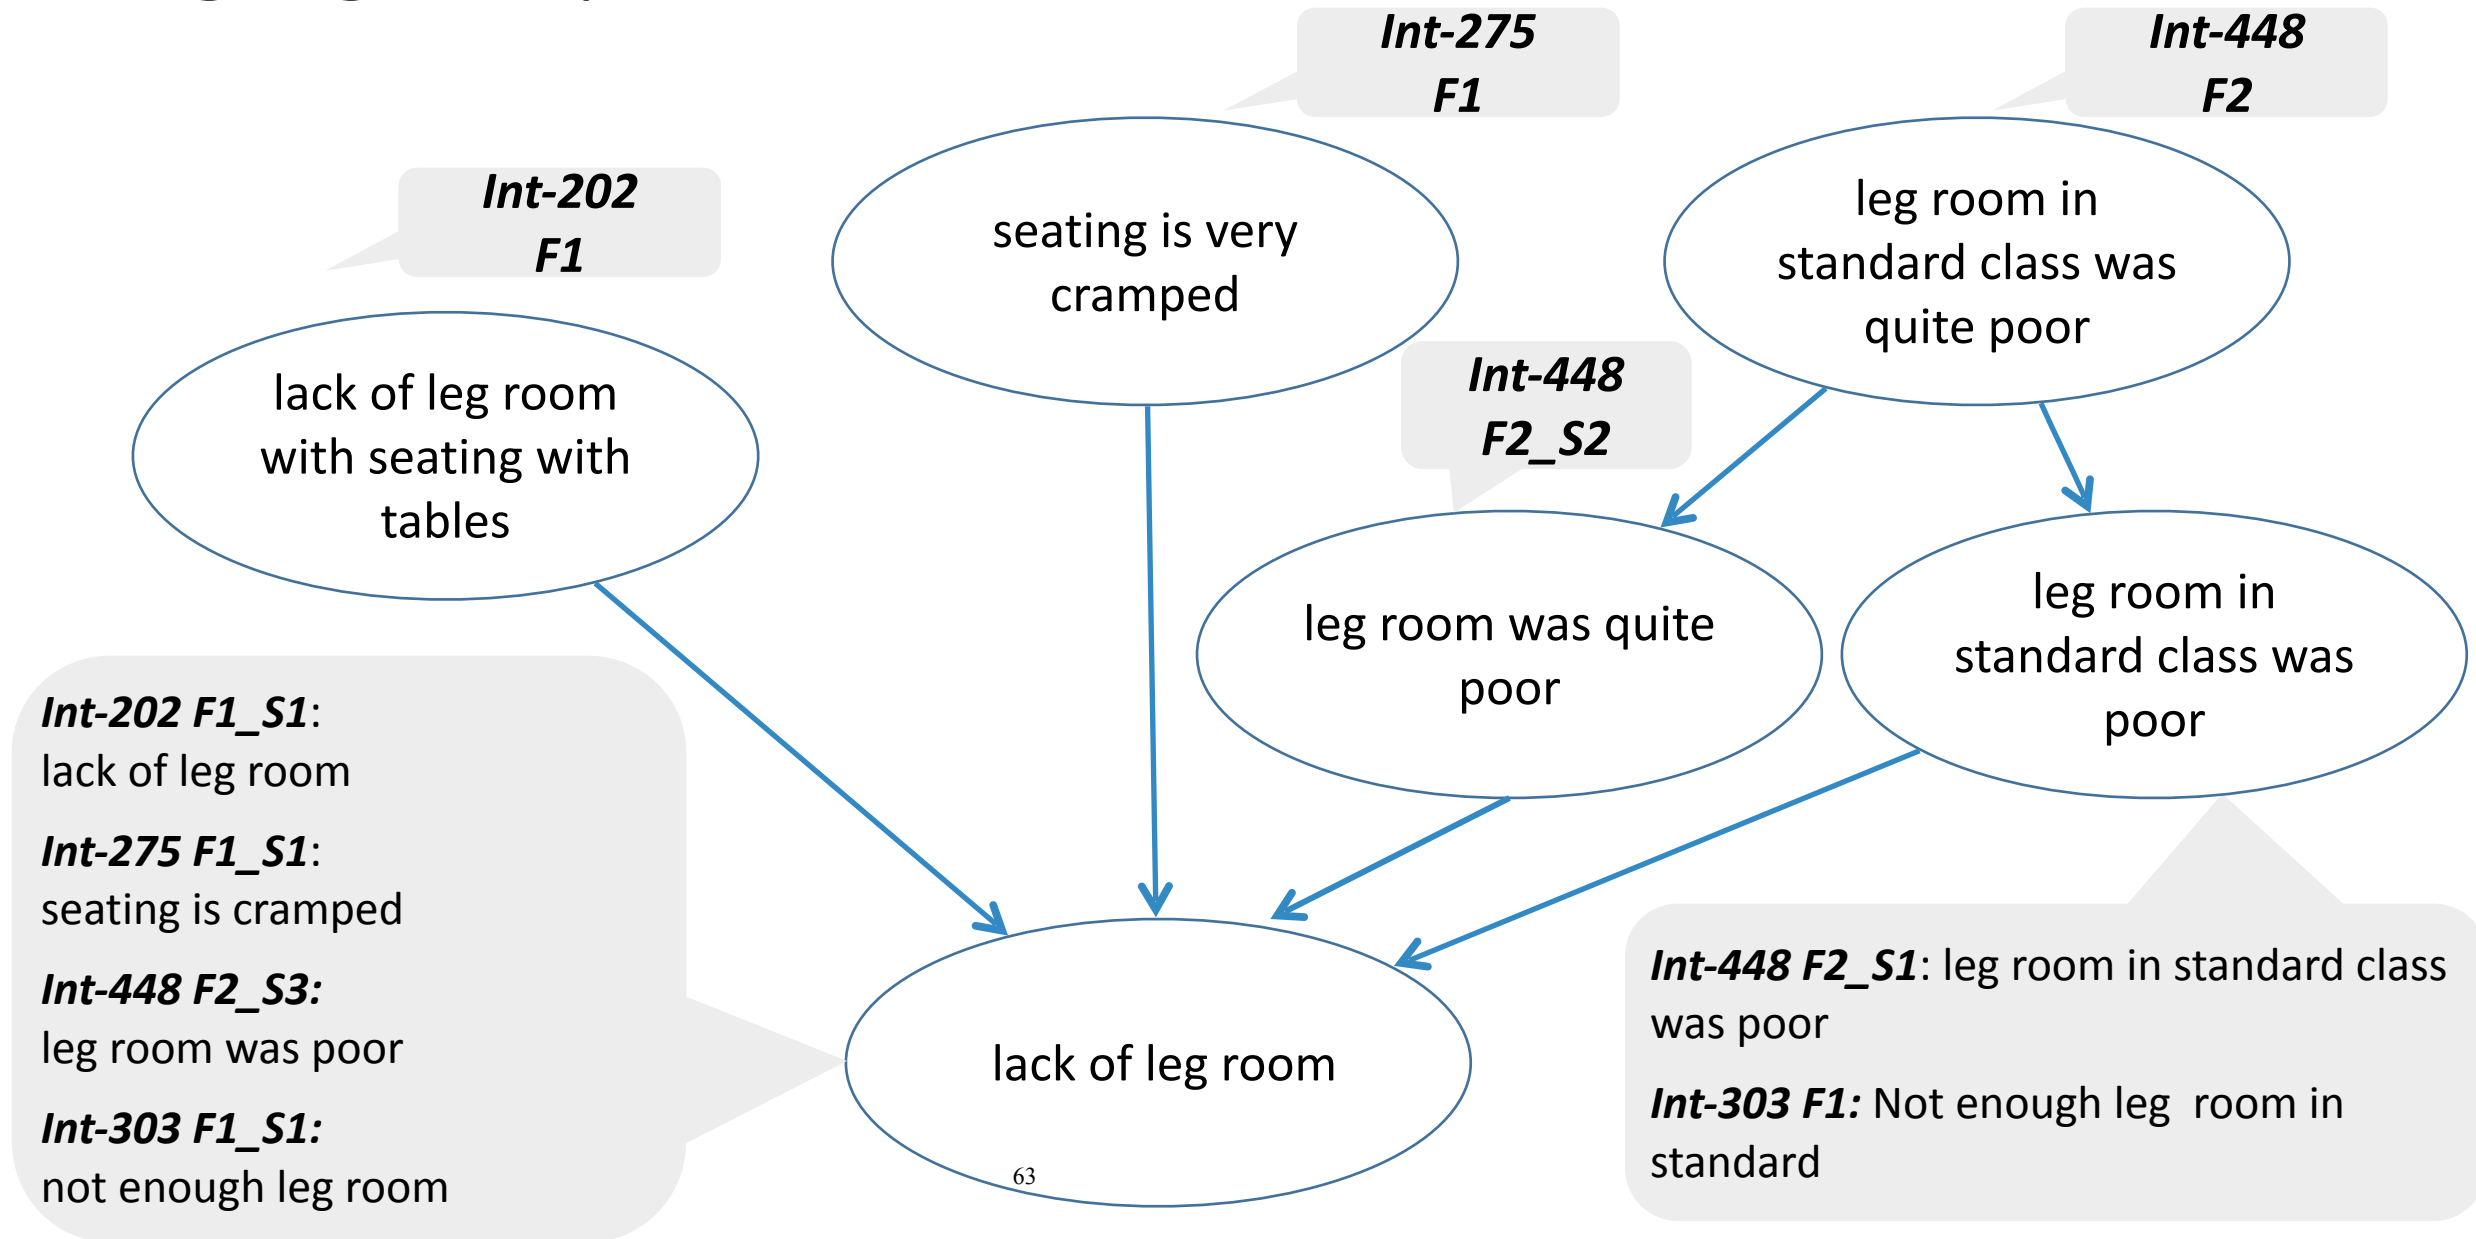 Int-275
F1
Int-448
F2
Int-202
F1
seating is very
cramped
leg room in
standard class was
quite poor
lack of leg room
with seating with
tables
Int-448
F2_S2
leg room was quite
poor
leg room in
standard class was
poor
Int-202 F1_S1:
lack of leg room
Int-275 F1_S1:
seating is cramped
Int-448 F2_S3:
leg room was poor
Int-303 F1_S1:
not enough leg room
lack of leg room
63
Int-448 F2_S1: leg room in standard class
was poor
Int-303 F1: Not enough leg  room in
standard